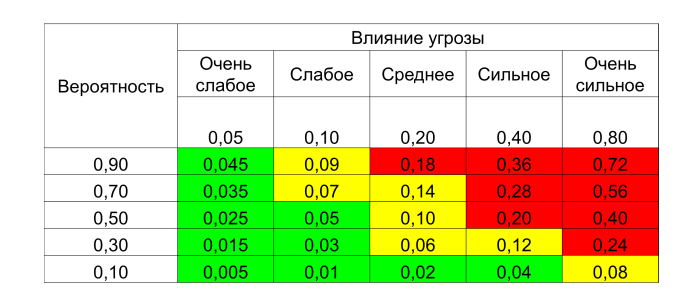 Влияние угрозы
Вероятность
Очень слабое Слабое Среднее Сильное Очень сильное
0,05 0,10 0,20 0,40 0,80
0,90 0,045 0,09 0,18 0,36 0,72
0,70 0,035 0,07 0,14 0,28 0,56
0,50 0,025 0,05 0,10 0,20 0,40
0,30 0,015 0,03 0,06 0,12 0,24
0,10 0,005 0,01 0,02 0,04 0,08